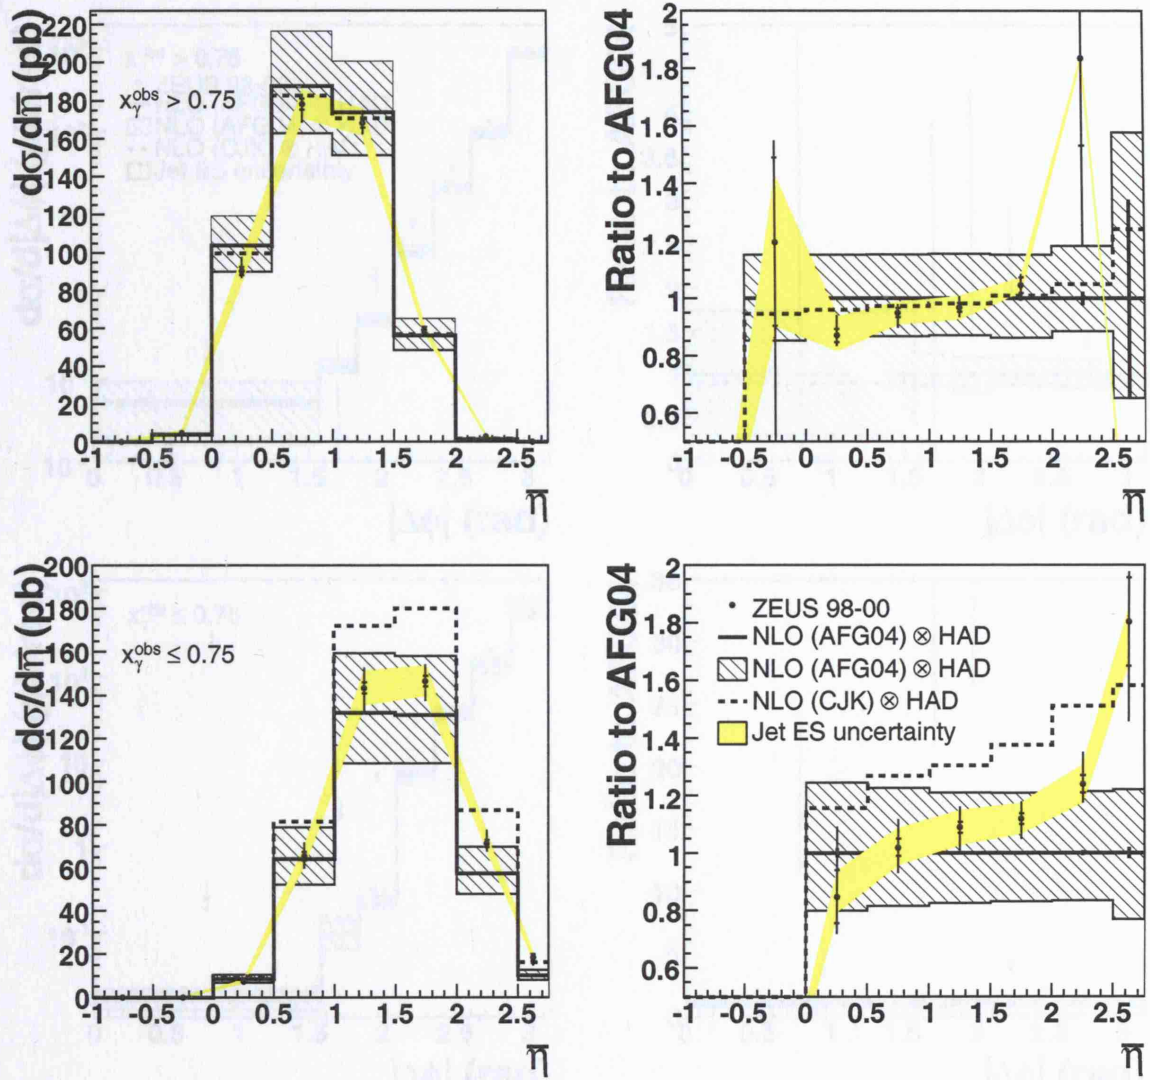 dσ/dη̅ (pb)
220
200
180
160
140
120
100
80
60
40
20
0
x_γ^obs > 0.75
-1 -0.5 0 0.5 1 1.5 2 2.5
η̅
Ratio to AFG04
2
1.8
1.6
1.4
1.2
1
0.8
0.6
-1 -0.5 0 0.5 1 1.5 2 2.5
η̅
dσ/dη̅ (pb)
200
180
160
140
120
100
80
60
40
20
0
x_γ^obs ≤ 0.75
-1 -0.5 0 0.5 1 1.5 2 2.5
η̅
Ratio to AFG04
2
1.8
1.6
1.4
1.2
1
0.8
0.6
ZEUS 98-00
NLO (AFG04) ⊗ HAD
NLO (AFG04) ⊗ HAD
NLO (CJK) ⊗ HAD
Jet ES uncertainty
-1 -0.5 0 0.5 1 1.5 2 2.5
η̅